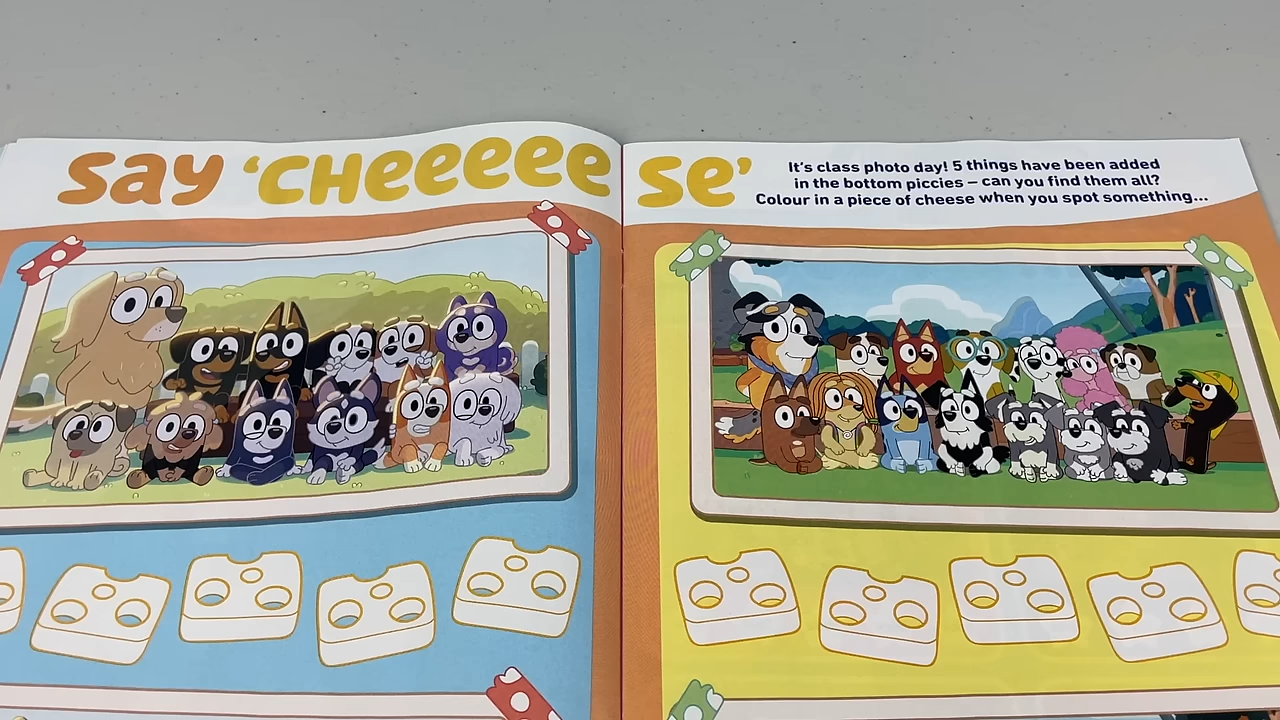 Say 'CHEEEEESE'
It's class photo day! 5 things have been added
in the bottom piccies – can you find them all?
Colour in a piece of cheese when you spot something...